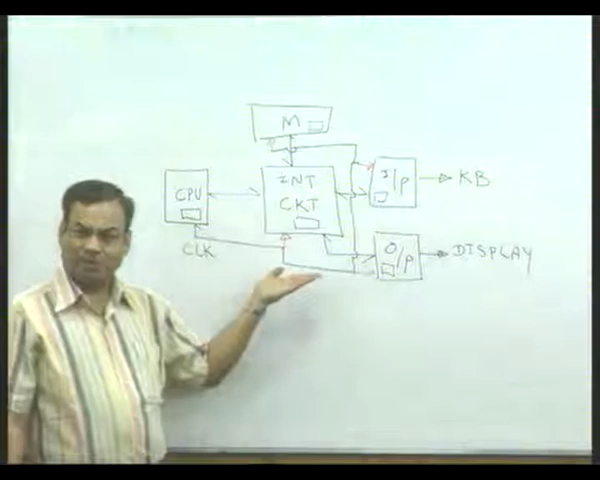 M
INT
CKT
CPU
CLK
I/p
KB
O/p
DISPLAY